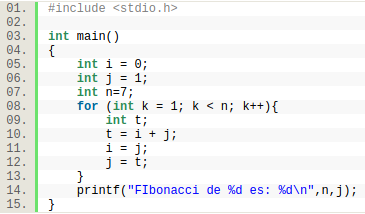 01. #include <stdio.h>
02.
03. int main()
04. {
05.     int i = 0;
06.     int j = 1;
07.     int n=7;
08.     for (int k = 1; k < n; k++){
09.         int t;
10.         t = i + j;
11.         i = j;
12.         j = t;
13.     }
14.     printf("FIbonacci de %d es: %d\n",n,j);
15. }